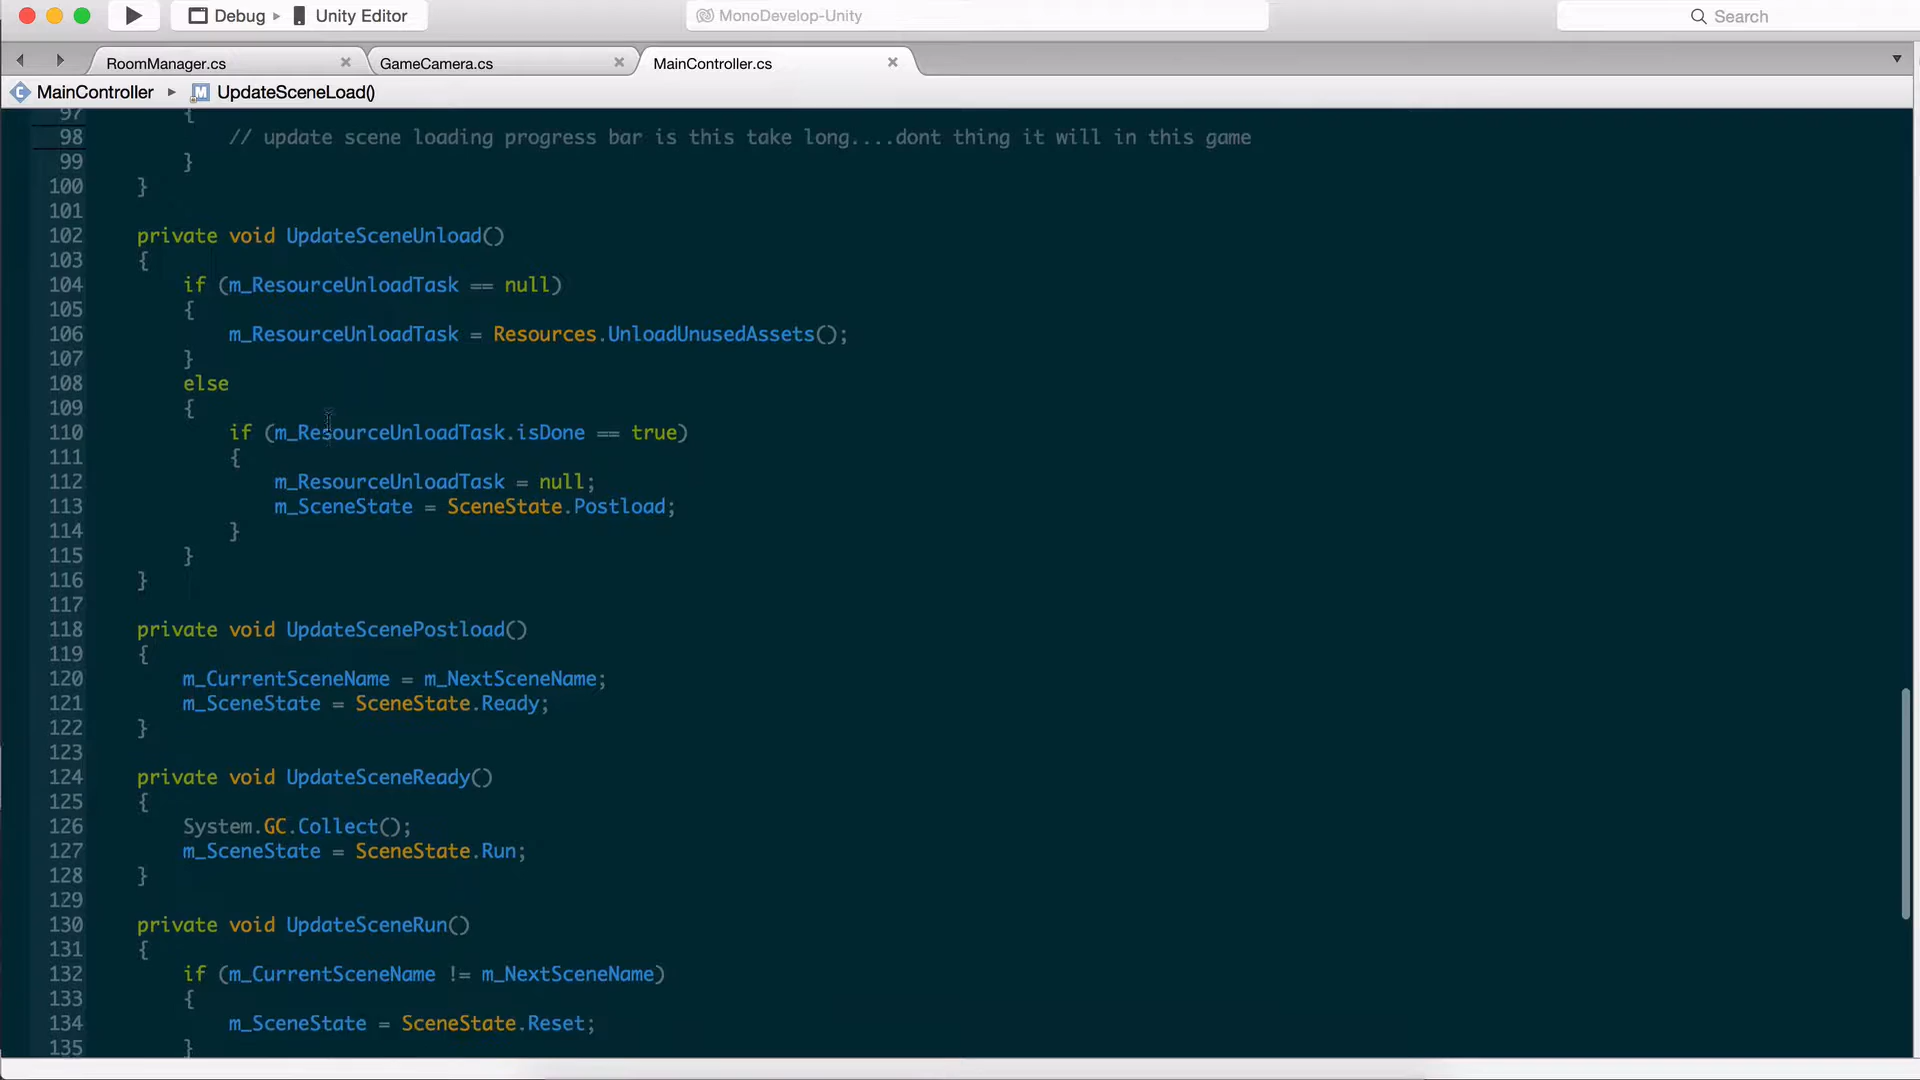 Debug ▸ Unity Editor
MonoDevelop-Unity
Search
RoomManager.cs
GameCamera.cs
MainController.cs
MainController ▸ UpdateSceneLoad()
97 {
98 // update scene loading progress bar is this take long....dont thing it will in this game
99 }
100 }
101
102 private void UpdateSceneUnload()
103 {
104 if (m_ResourceUnloadTask == null)
105 {
106 m_ResourceUnloadTask = Resources.UnloadUnusedAssets();
107 }
108 else
109 {
110 if (m_ResourceUnloadTask.isDone == true)
111 {
112 m_ResourceUnloadTask = null;
113 m_SceneState = SceneState.Postload;
114 }
115 }
116 }
117
118 private void UpdateScenePostload()
119 {
120 m_CurrentSceneName = m_NextSceneName;
121 m_SceneState = SceneState.Ready;
122 }
123
124 private void UpdateSceneReady()
125 {
126 System.GC.Collect();
127 m_SceneState = SceneState.Run;
128 }
129
130 private void UpdateSceneRun()
131 {
132 if (m_CurrentSceneName != m_NextSceneName)
133 {
134 m_SceneState = SceneState.Reset;
135 }